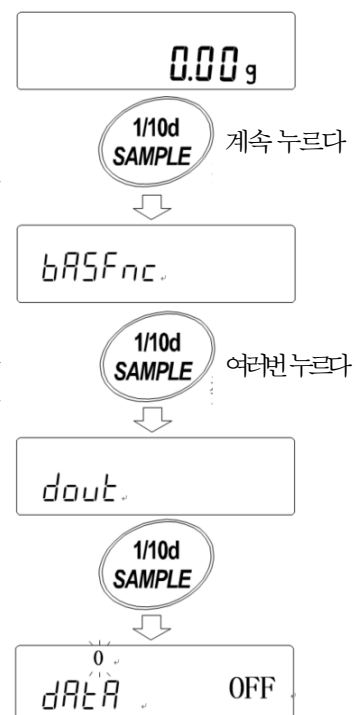 0.00 g
1/10d
SAMPLE
계속 누르다
bASFnc
1/10d
SAMPLE
여러번 누르다
dout
1/10d
SAMPLE
0
dAtA OFF